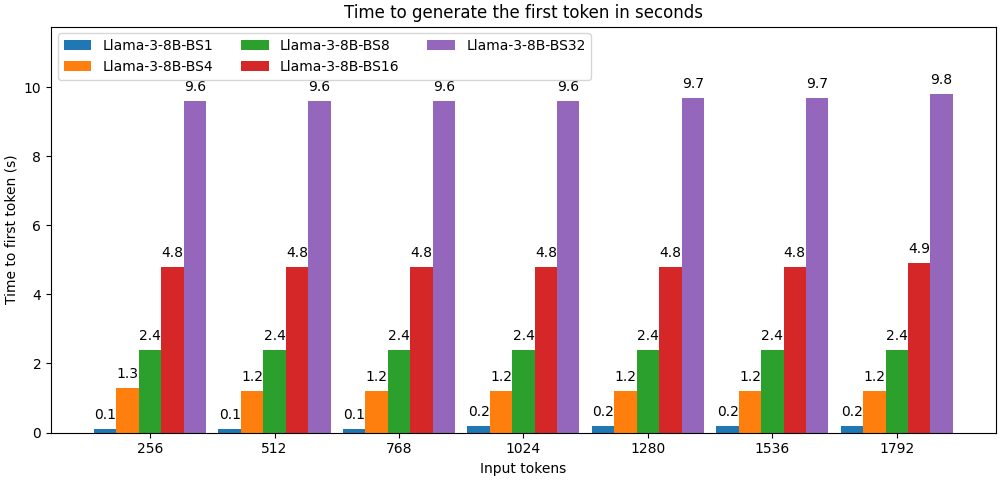 Time to generate the first token in seconds
Llama-3-8B-BS1 Llama-3-8B-BS8 Llama-3-8B-BS32
Llama-3-8B-BS4 Llama-3-8B-BS16
Time to first token (s)
10
8
6
4
2
0
0.1 1.3 2.4 4.8 9.6
0.1 1.2 2.4 4.8 9.6
0.1 1.2 2.4 4.8 9.6
0.2 1.2 2.4 4.8 9.6
0.2 1.2 2.4 4.8 9.7
0.2 1.2 2.4 4.8 9.7
0.2 1.2 2.4 4.9 9.8
256 512 768 1024 1280 1536 1792
Input tokens